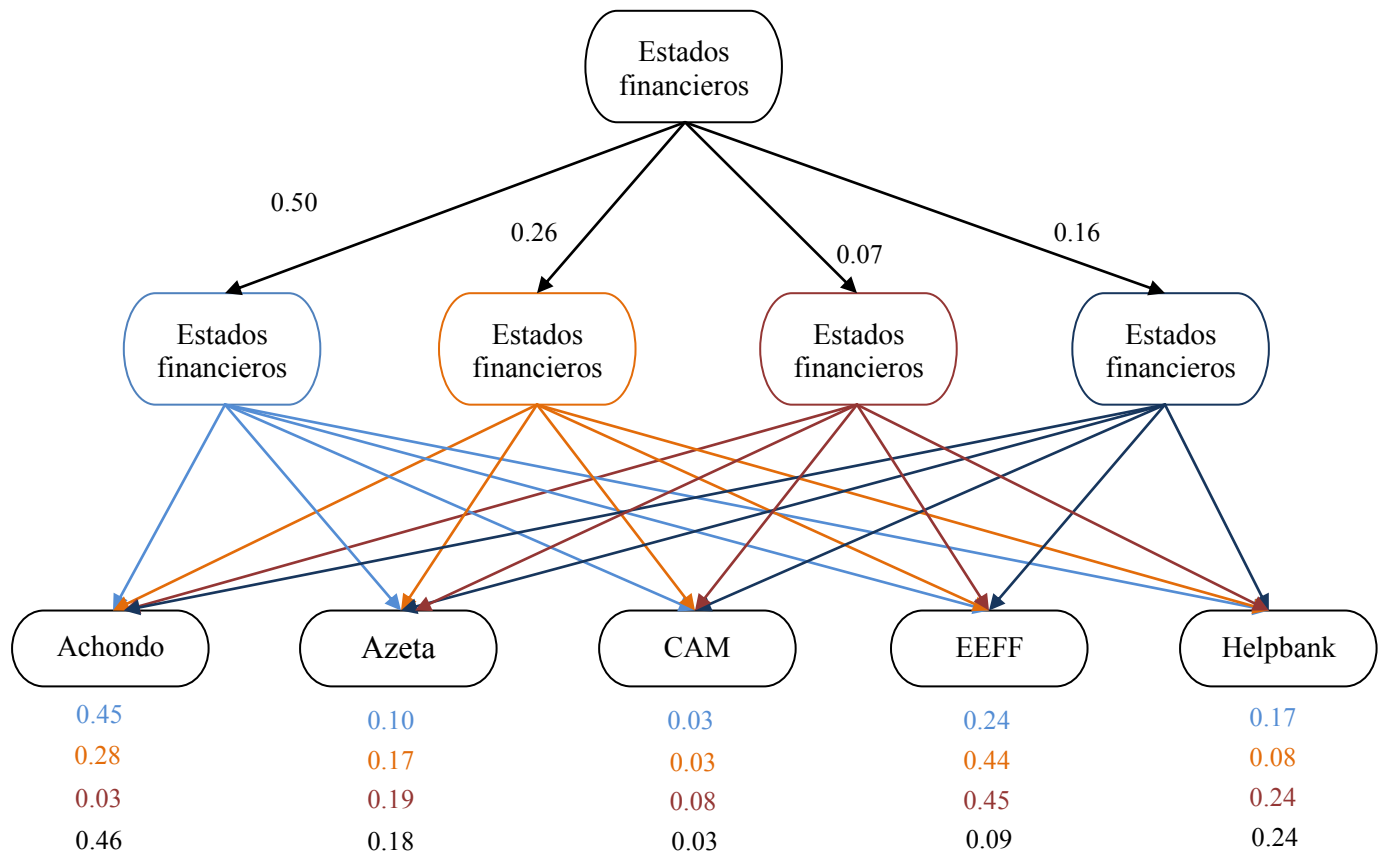 Estados
financieros
0.50
0.26
0.07
0.16
Estados
financieros
Estados
financieros
Estados
financieros
Estados
financieros
Achondo
Azeta
CAM
EEFF
Helpbank
0.45
0.10
0.03
0.24
0.17
0.28
0.17
0.03
0.44
0.08
0.03
0.19
0.08
0.45
0.24
0.46
0.18
0.03
0.09
0.24